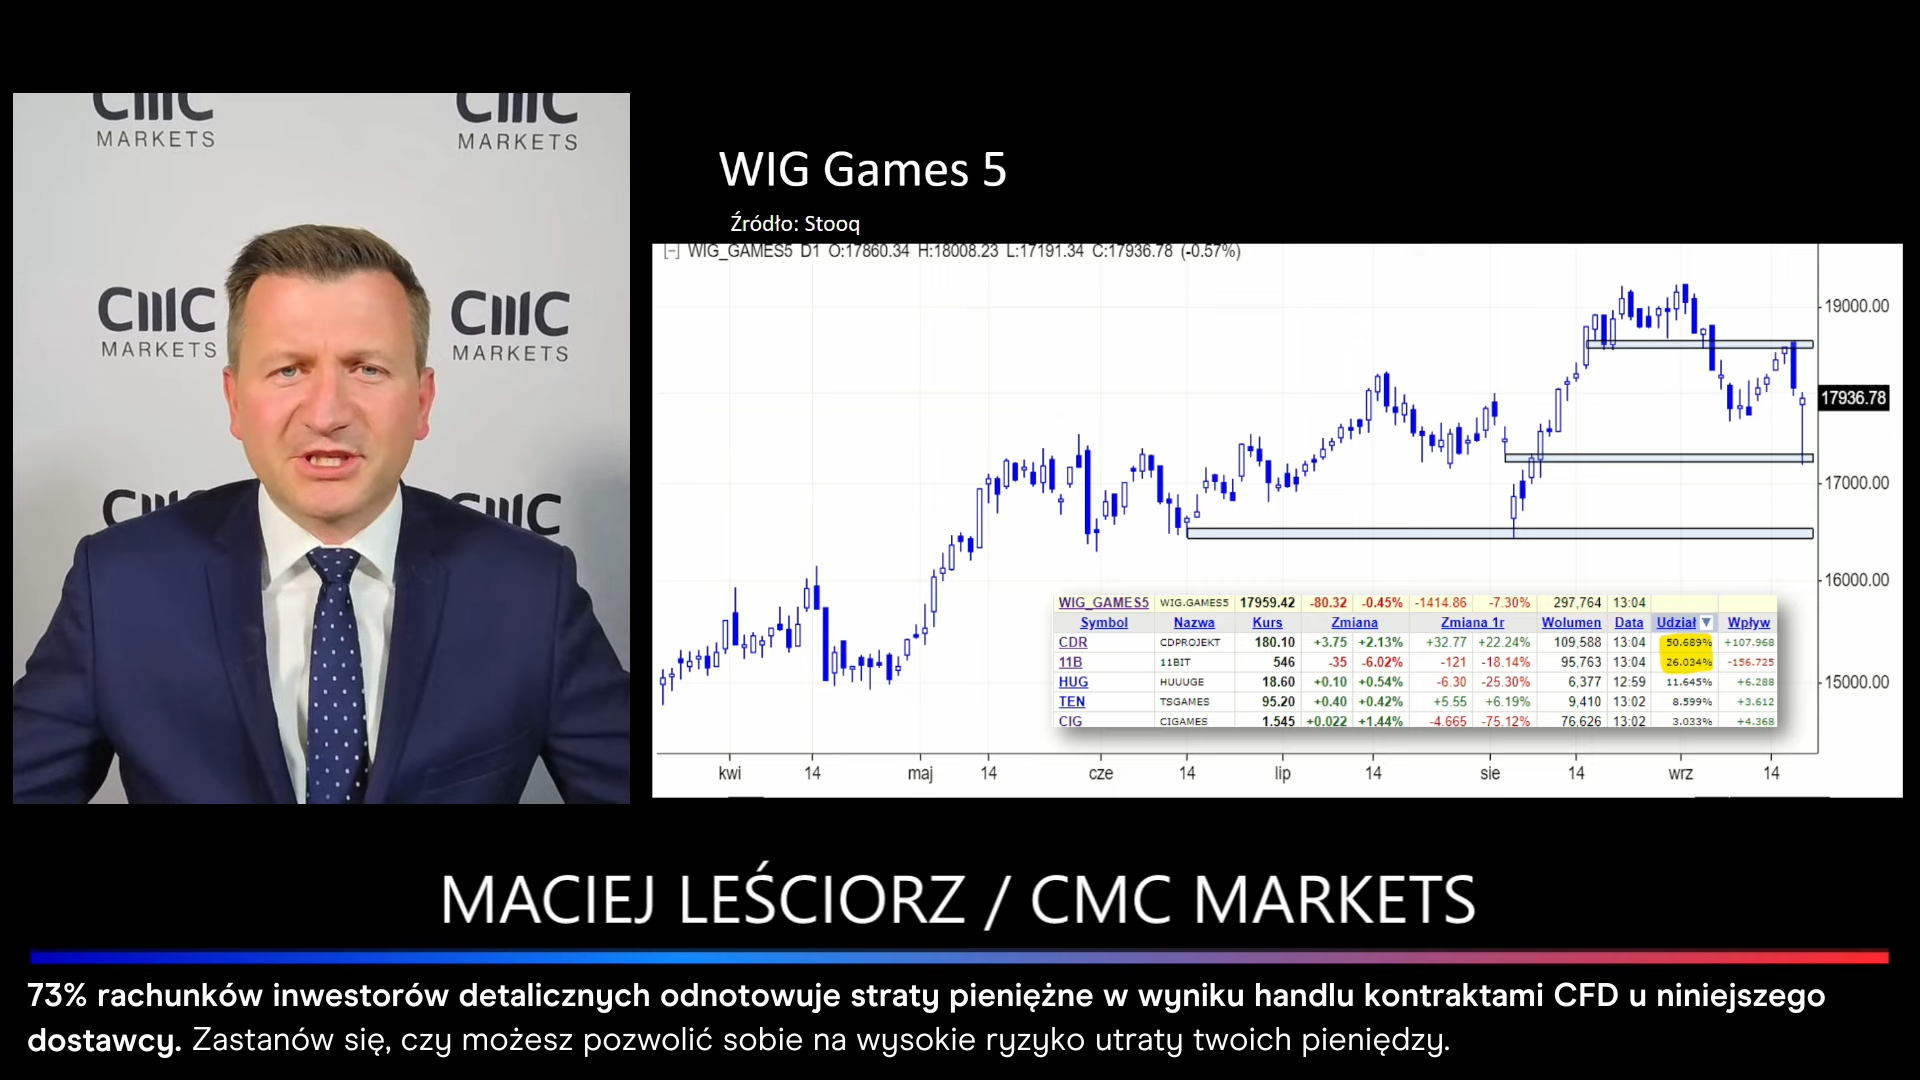 CMC
MARKETS
CMC
MARKETS
CMC
MARKETS
CMC
MARKETS
CMC
CMC
WIG Games 5
Źródło: Stooq
WIG_GAMES5 D1 O:17860.34 H:18008.23 L:17191.34 C:17936.78 (-0.57%)
19000.00
17936.78
17000.00
16000.00
15000.00
WIG_GAMES5 WIG.GAMES5 17959.42 -80.32 -0.45% -1414.86 -7.30% 297,764 13:04
Symbol Nazwa Kurs Zmiana Zmiana 1r Wolumen Data Udział ▼ Wpływ
CDR CDPROJEKT 180.10 +3.75 +2.13% +32.77 +22.24% 109,588 13:04 50.689% +107.968
11B 11BIT 546 -35 -6.02% -121 -18.14% 95,763 13:04 26.034% -156.725
HUG HUUUGE 18.60 +0.10 +0.54% -6.30 -25.30% 6,377 12:59 11.645% +6.288
TEN TSGAMES 95.20 +0.40 +0.42% +5.55 +6.19% 9,410 13:02 8.599% +3.612
CIG CIGAMES 1.545 +0.022 +1.44% -4.665 -75.12% 76,626 13:02 3.033% +4.368
kwi 14 maj 14 cze 14 lip 14 sie 14 wrz 14
MACIEJ LEŚCIORZ / CMC MARKETS
73% rachunków inwestorów detalicznych odnotowuje straty pieniężne w wyniku handlu kontraktami CFD u niniejszego
dostawcy. Zastanów się, czy możesz pozwolić sobie na wysokie ryzyko utraty twoich pieniędzy.